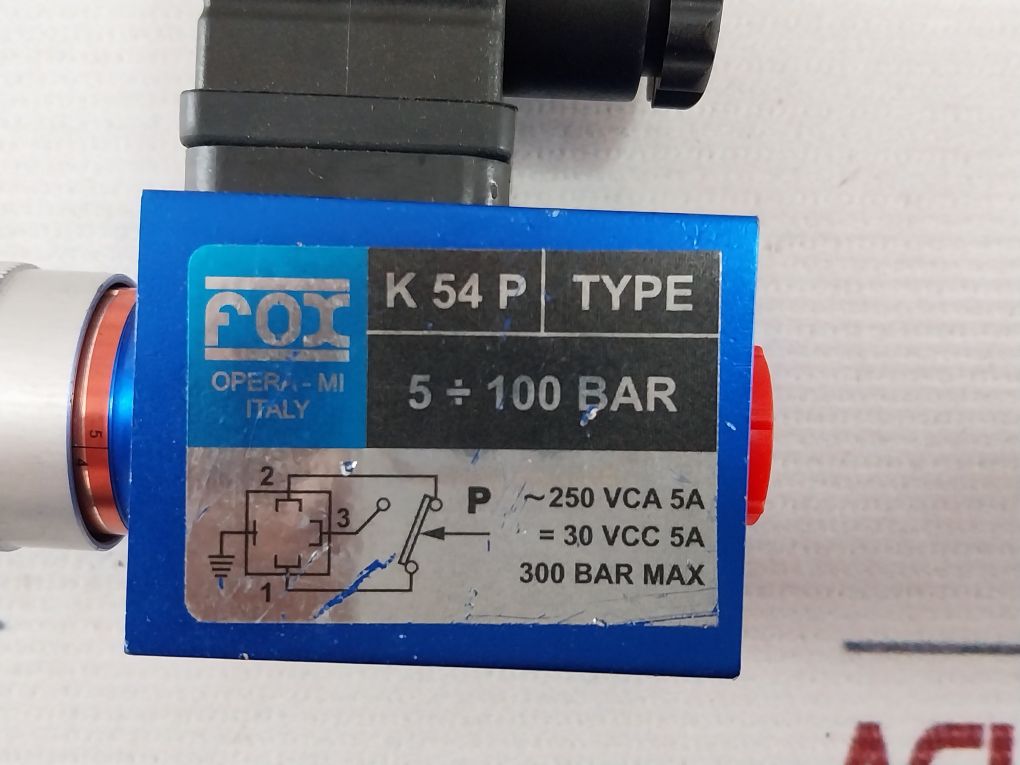 FOX
OPERA - MI
ITALY
K 54 P TYPE
5 ÷ 100 BAR
2
3
1
P
~250 VCA 5A
= 30 VCC 5A
300 BAR MAX
5
4